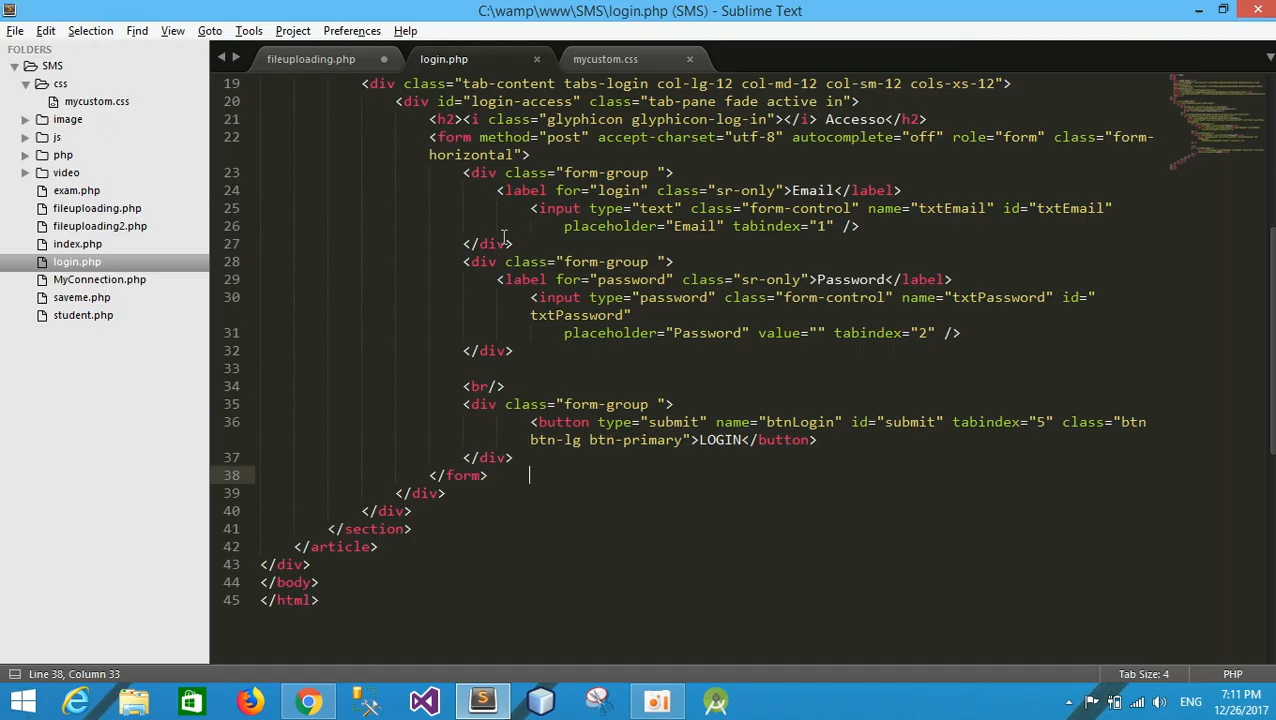 C:\wamp\www\SMS\login.php (SMS) - Sublime Text
File Edit Selection Find View Goto Tools Project Preferences Help
FOLDERS
SMS
css
mycustom.css
image
js
php
video
exam.php
fileuploading.php
fileuploading2.php
index.php
login.php
MyConnection.php
saveme.php
student.php
fileuploading.php login.php mycustom.css
19 <div class="tab-content tabs-login col-lg-12 col-md-12 col-sm-12 cols-xs-12">
20 <div id="login-access" class="tab-pane fade active in">
21 <h2><i class="glyphicon glyphicon-log-in"></i> Accesso</h2>
22 <form method="post" accept-charset="utf-8" autocomplete="off" role="form" class="form-
horizontal">
23 <div class="form-group ">
24 <label for="login" class="sr-only">Email</label>
25 <input type="text" class="form-control" name="txtEmail" id="txtEmail"
26 placeholder="Email" tabindex="1" />
27 </div>
28 <div class="form-group ">
29 <label for="password" class="sr-only">Password</label>
30 <input type="password" class="form-control" name="txtPassword" id="
txtPassword"
31 placeholder="Password" value="" tabindex="2" />
32 </div>
33
34 <br/>
35 <div class="form-group ">
36 <button type="submit" name="btnLogin" id="submit" tabindex="5" class="btn
btn-lg btn-primary">LOGIN</button>
37 </div>
38 </form>
39 </div>
40 </div>
41 </section>
42 </article>
43 </div>
44 </body>
45 </html>
Line 38, Column 33 Tab Size: 4 PHP
ENG 7:11 PM
12/26/2017